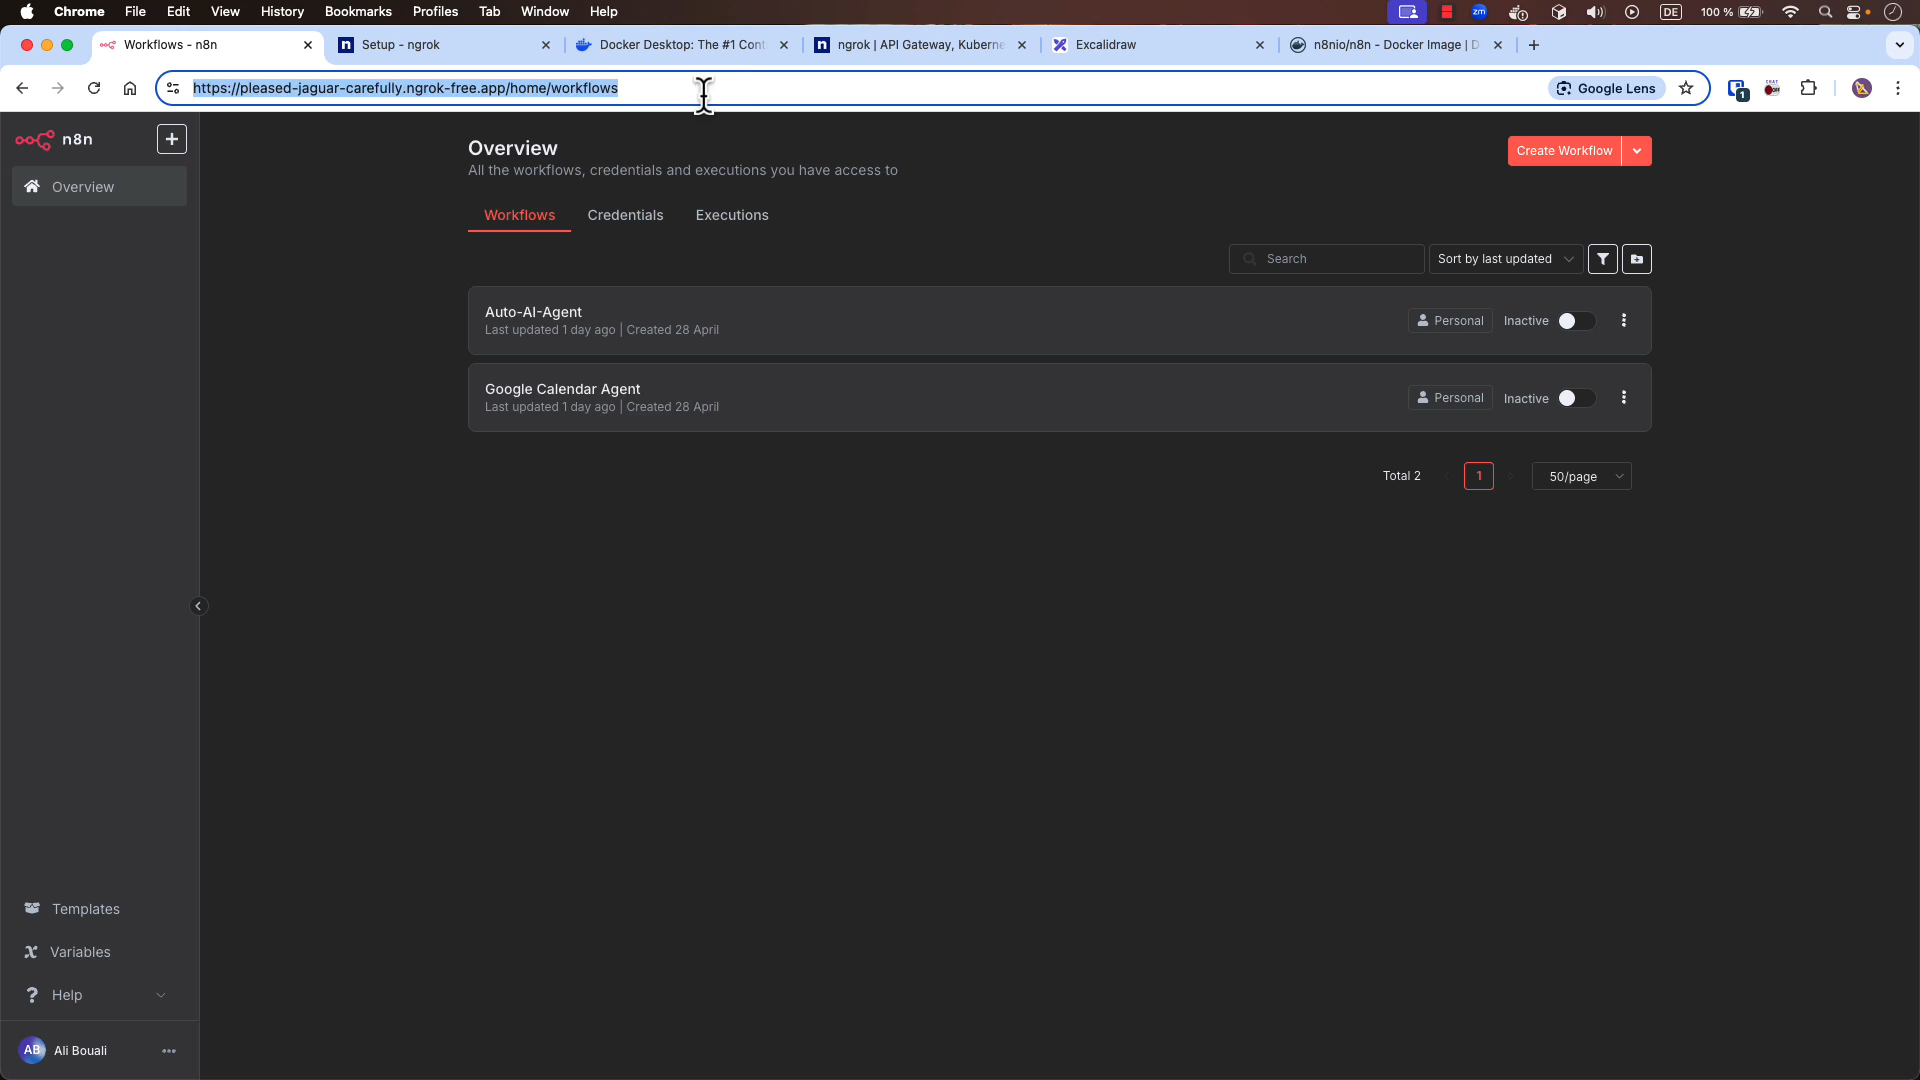 Chrome File Edit View History Bookmarks Profiles Tab Window Help zm DE 100 %
Workflows - n8n Setup - ngrok Docker Desktop: The #1 Cont ngrok | API Gateway, Kuberne Excalidraw n8nio/n8n - Docker Image | D
https://pleased-jaguar-carefully.ngrok-free.app/home/workflows Google Lens 1
n8n
Overview
Overview
All the workflows, credentials and executions you have access to
Create Workflow
Workflows Credentials Executions
Search Sort by last updated
Auto-AI-Agent
Last updated 1 day ago | Created 28 April
Personal Inactive
Google Calendar Agent
Last updated 1 day ago | Created 28 April
Personal Inactive
Total 2 1 50/page
Templates
Variables
Help
AB Ali Bouali